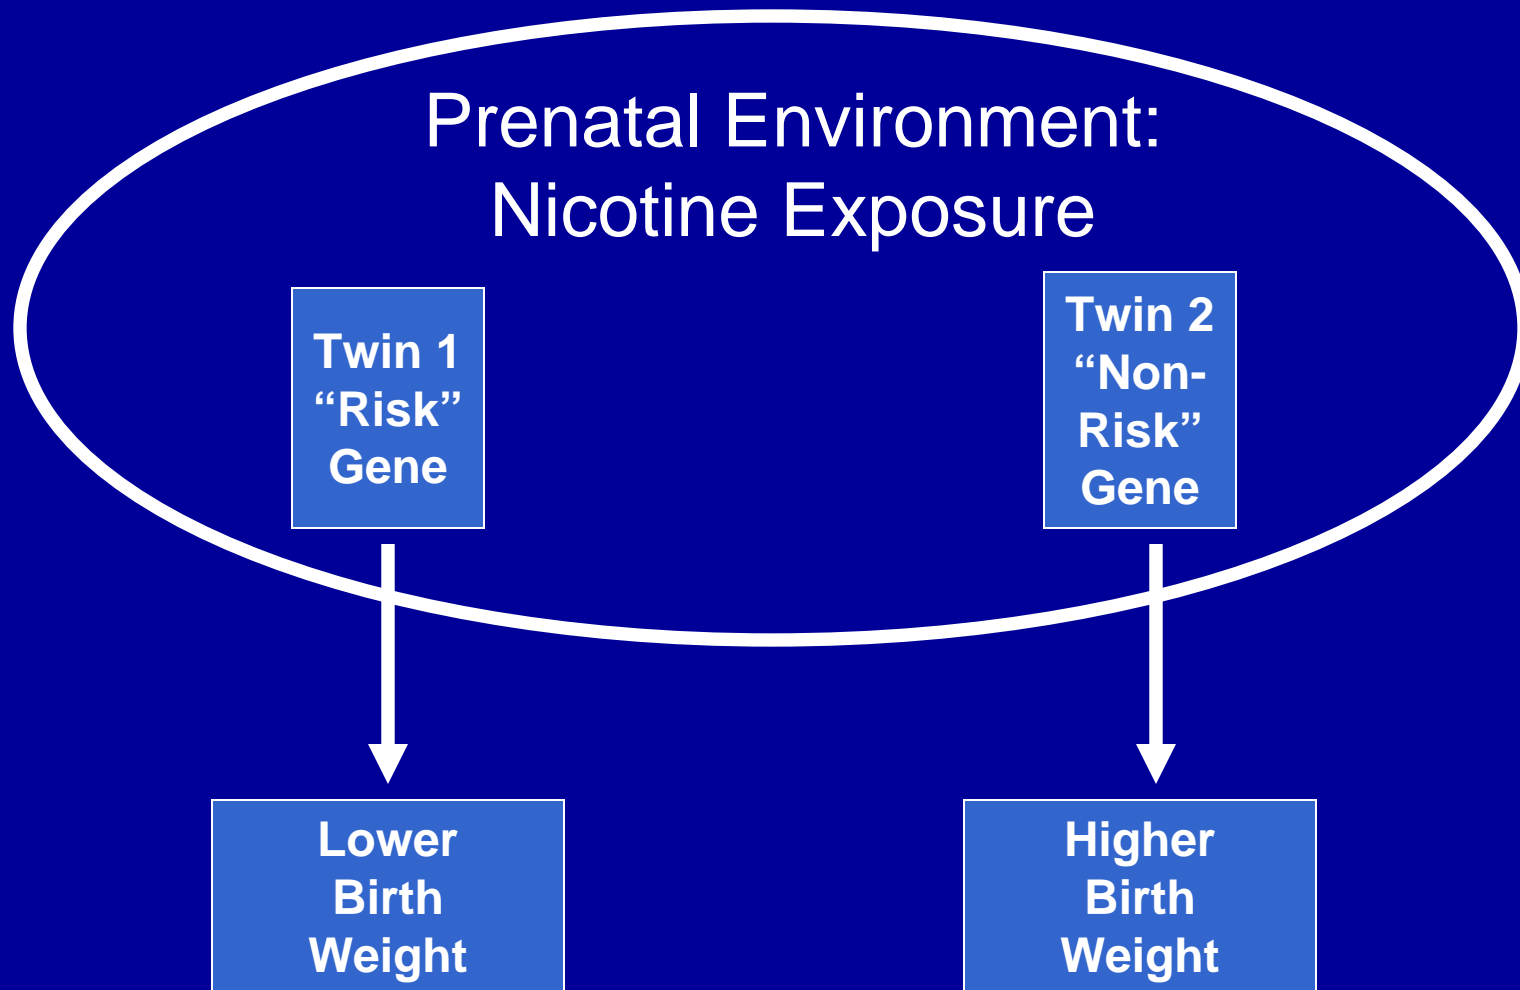 Prenatal Environment:
Nicotine Exposure
Twin 1
“Risk”
Gene
Twin 2
“Non-
Risk”
Gene
Lower
Birth
Weight
Higher
Birth
Weight